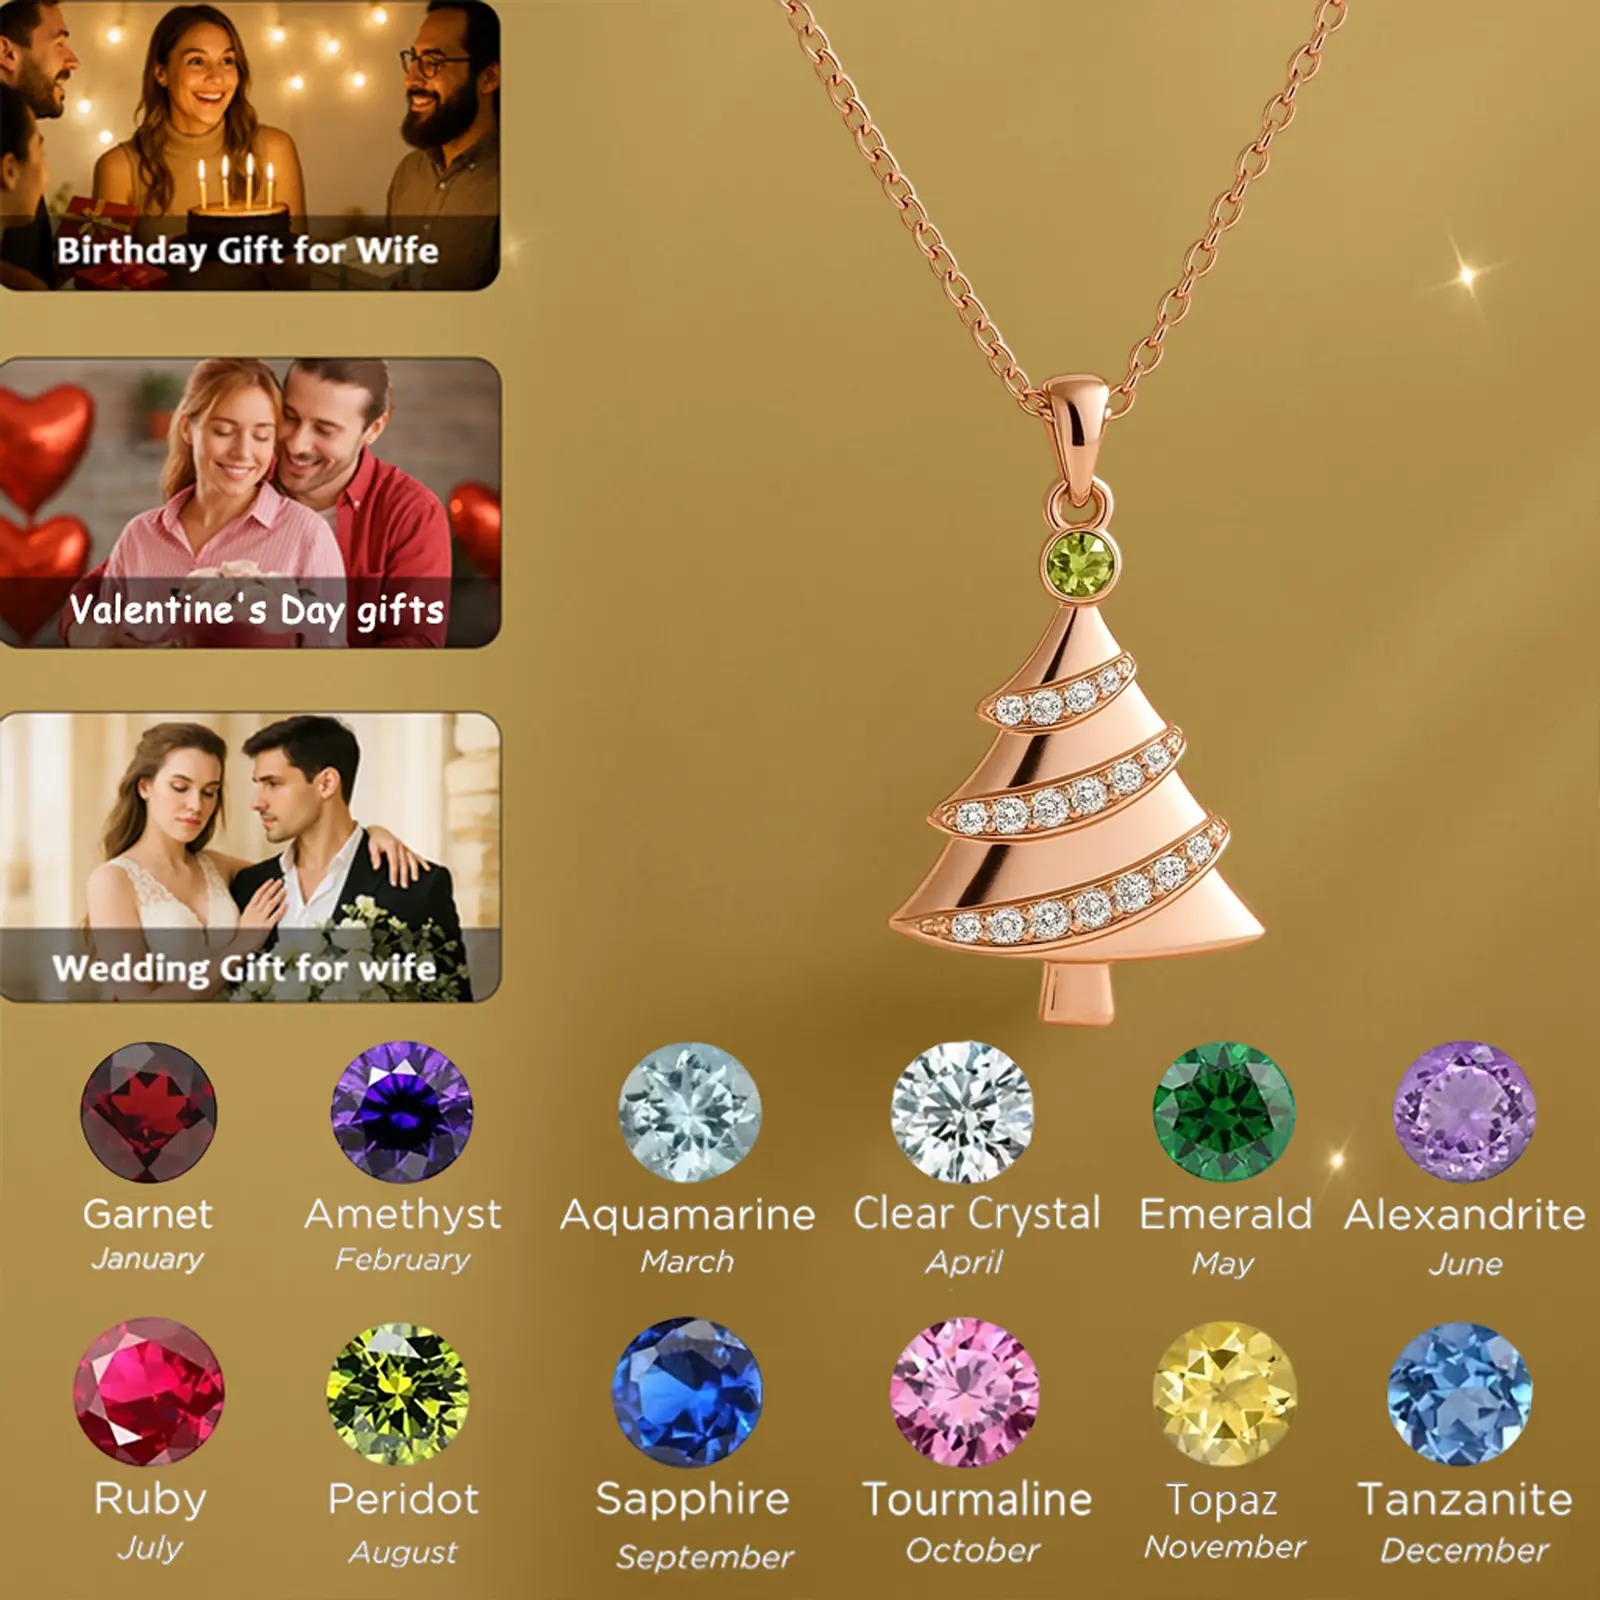 Birthday Gift for Wife
Valentine's Day gifts
Wedding Gift for wife
Garnet
January
Amethyst
February
Aquamarine
March
Clear Crystal
April
Emerald
May
Alexandrite
June
Ruby
July
Peridot
August
Sapphire
September
Tourmaline
October
Topaz
November
Tanzanite
December